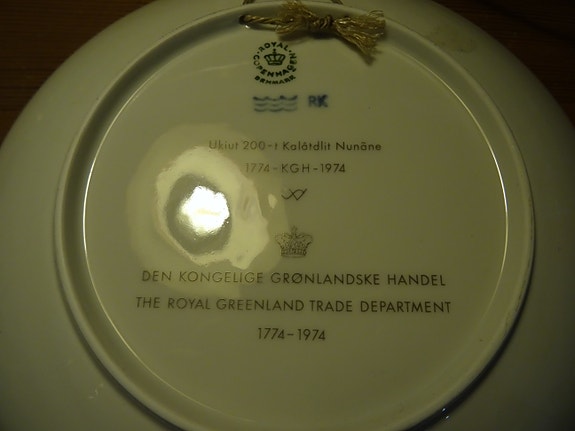 ROYAL COPENHAGEN
DENMARK
RK
Ukiut 200-t Kalâtdlit Nunâne
1774-KGH-1974
DEN KONGELIGE GRØNLANDSKE HANDEL
THE ROYAL GREENLAND TRADE DEPARTMENT
1774-1974